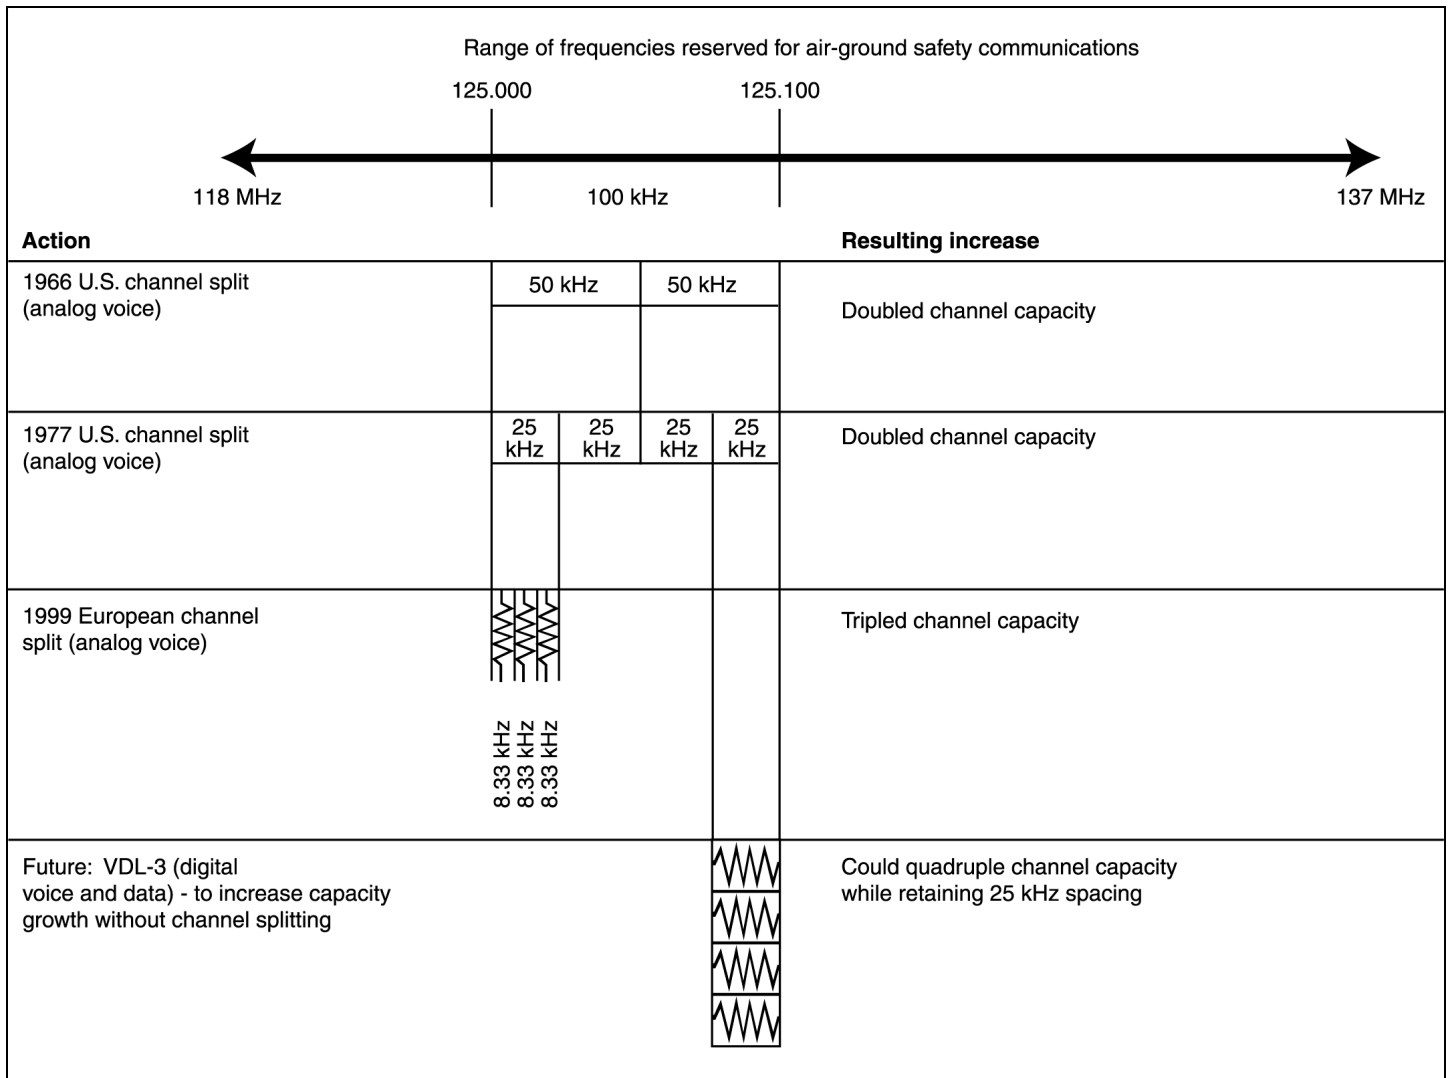 Range of frequencies reserved for air-ground safety communications
125.000
125.100
118 MHz
100 kHz
137 MHz
Action
Resulting increase
1966 U.S. channel split
(analog voice)
50 kHz
50 kHz
Doubled channel capacity
1977 U.S. channel split
(analog voice)
25
kHz
25
kHz
25
kHz
25
kHz
Doubled channel capacity
1999 European channel
split (analog voice)
8.33 kHz
8.33 kHz
8.33 kHz
Tripled channel capacity
Future:  VDL-3 (digital
voice and data) - to increase capacity
growth without channel splitting
Could quadruple channel capacity
while retaining 25 kHz spacing